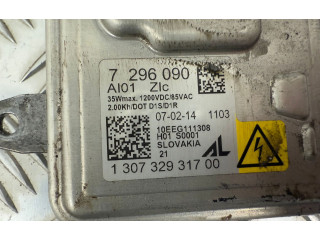 7 296 090
AI01 ZIc
35Wmax. 1200VDC/85VAC
2.00Kh/DOT D1S/D1R
07-02-14 1103
10EEG111308
H01 S0001
SLOVAKIA
21
AL
1 307 329 317 00